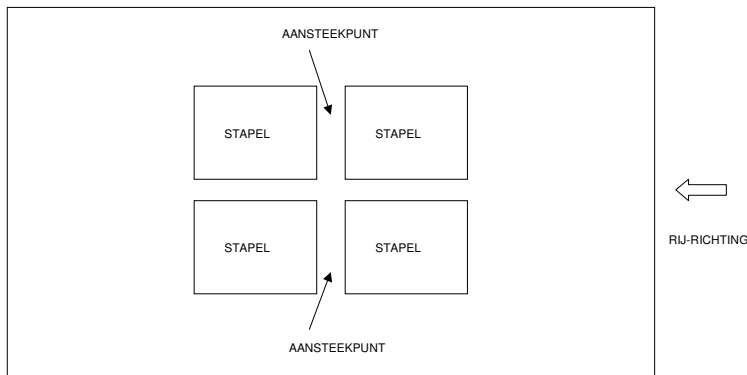 AANSTEEKPUNT
STAPEL STAPEL
STAPEL STAPEL
RIJ-RICHTING
AANSTEEKPUNT